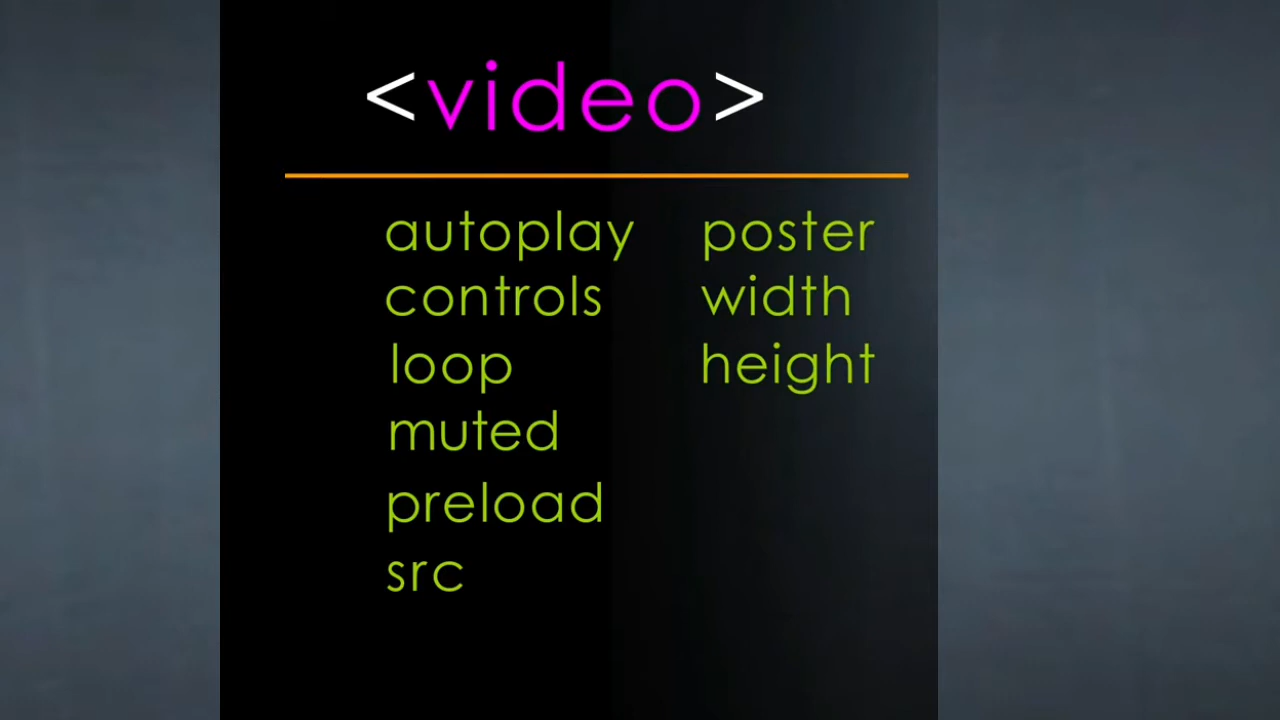 <video>
autoplay
controls
loop
muted
preload
src
poster
width
height